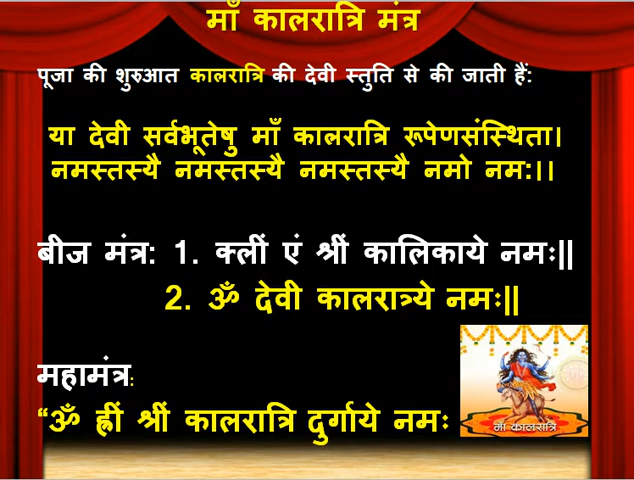 माँ कालरात्रि मंत्र
पूजा की शुरुआत कालरात्रि की देवी स्तुति से की जाती हैं:
या देवी सर्वभूतेषु माँ कालरात्रि रूपेणसंस्थिता।
नमस्तस्यै नमस्तस्यै नमस्तस्यै नमो नम:।।
बीज मंत्र: 1. क्लीं एं श्रीं कालिकाये नमः||
2. ॐ देवी कालरात्र्ये नमः||
महामंत्र:
“ॐ ह्रीं श्रीं कालरात्रि दुर्गाये नमः
माँ कालरात्रि